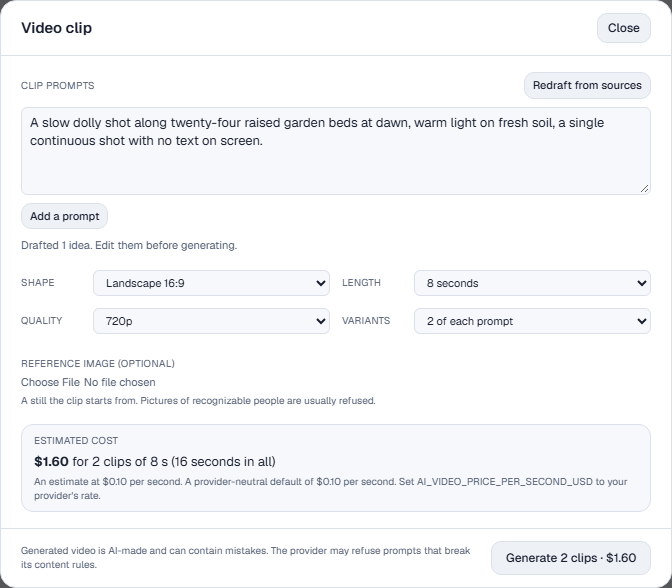 Video clip
Close
CLIP PROMPTS
Redraft from sources
A slow dolly shot along twenty-four raised garden beds at dawn, warm light on fresh soil, a single
continuous shot with no text on screen.
Add a prompt
Drafted 1 idea. Edit them before generating.
SHAPE
Landscape 16:9
LENGTH
8 seconds
QUALITY
720p
VARIANTS
2 of each prompt
REFERENCE IMAGE (OPTIONAL)
Choose File No file chosen
A still the clip starts from. Pictures of recognizable people are usually refused.
ESTIMATED COST
$1.60 for 2 clips of 8 s (16 seconds in all)
An estimate at $0.10 per second. A provider-neutral default of $0.10 per second. Set AI_VIDEO_PRICE_PER_SECOND_USD to your
provider's rate.
Generated video is AI-made and can contain mistakes. The provider may refuse prompts that break
its content rules.
Generate 2 clips · $1.60